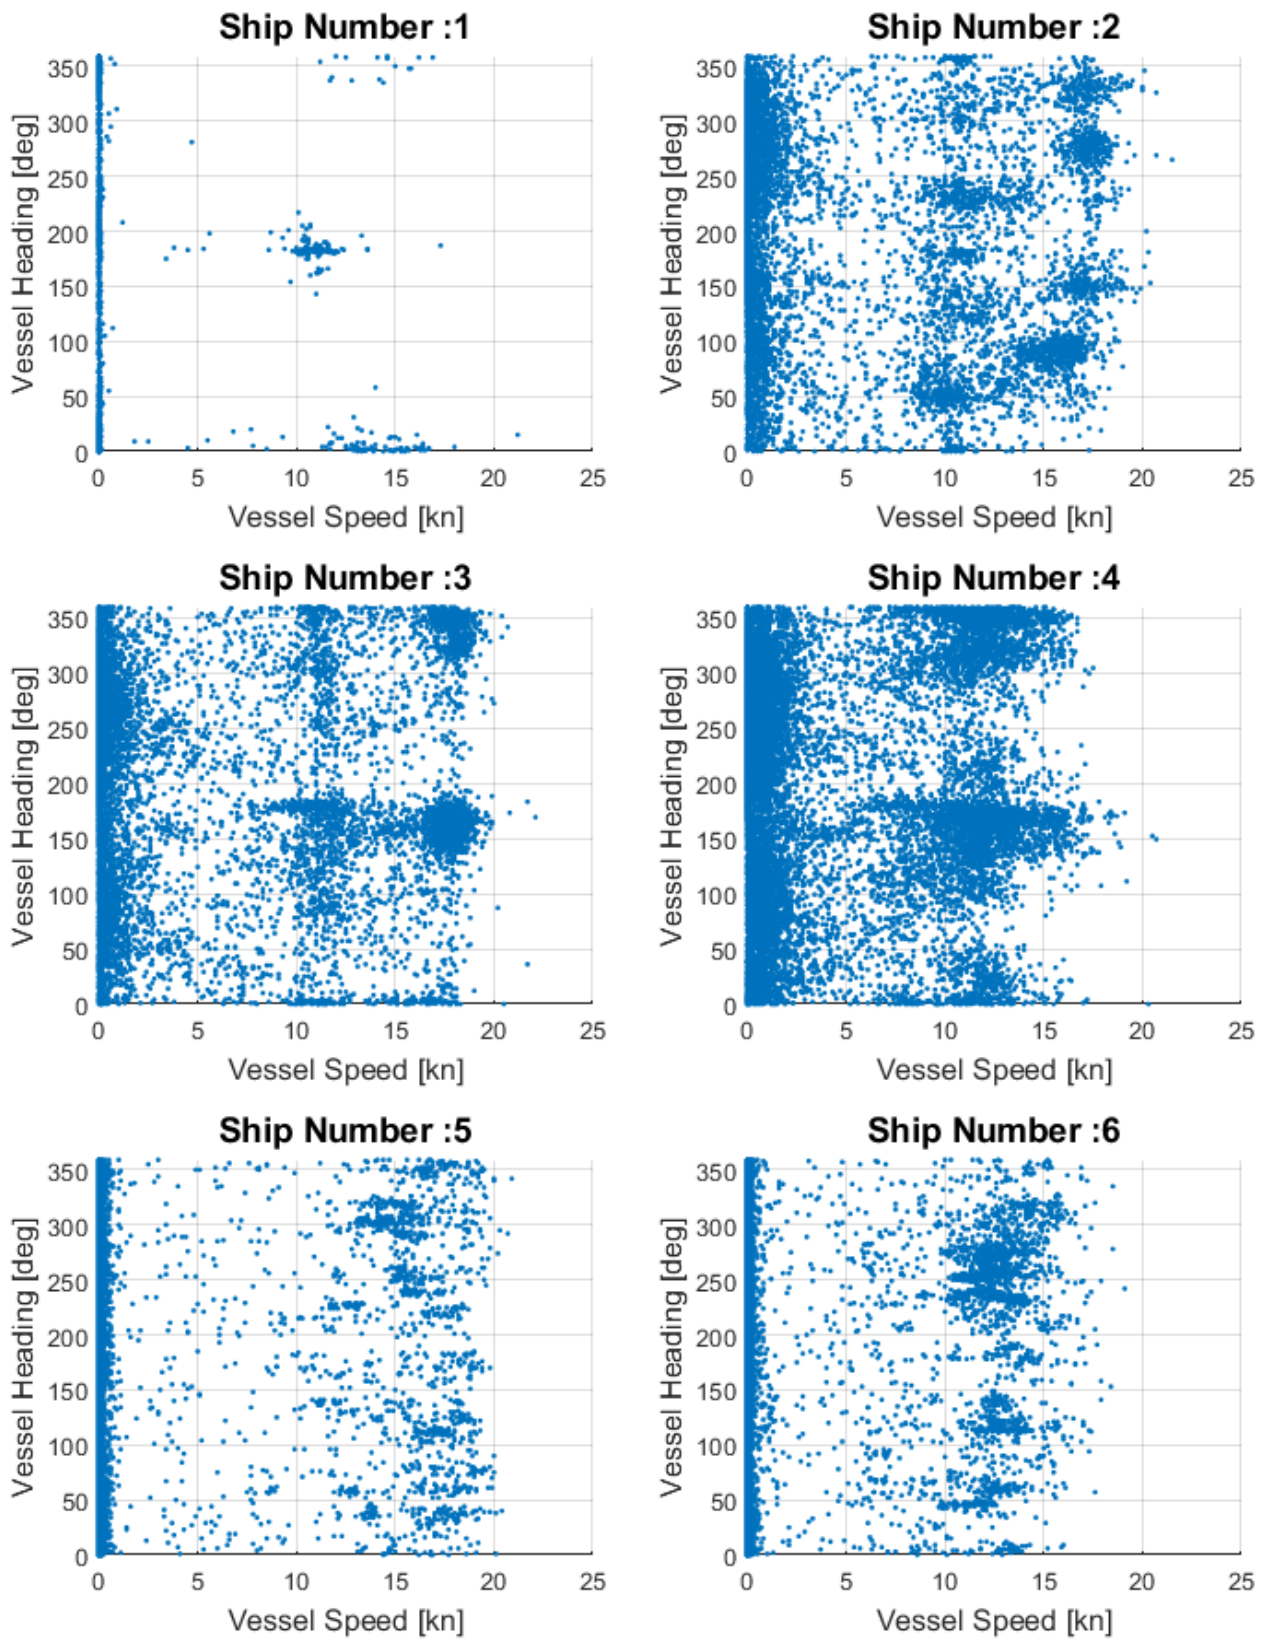 Ship Number :1
Vessel Heading [deg]
350
300
250
200
150
100
50
0
0 5 10 15 20 25
Vessel Speed [kn]
Ship Number :2
Vessel Heading [deg]
350
300
250
200
150
100
50
0
0 5 10 15 20 25
Vessel Speed [kn]
Ship Number :3
Vessel Heading [deg]
350
300
250
200
150
100
50
0
0 5 10 15 20 25
Vessel Speed [kn]
Ship Number :4
Vessel Heading [deg]
350
300
250
200
150
100
50
0
0 5 10 15 20 25
Vessel Speed [kn]
Ship Number :5
Vessel Heading [deg]
350
300
250
200
150
100
50
0
0 5 10 15 20 25
Vessel Speed [kn]
Ship Number :6
Vessel Heading [deg]
350
300
250
200
150
100
50
0
0 5 10 15 20 25
Vessel Speed [kn]